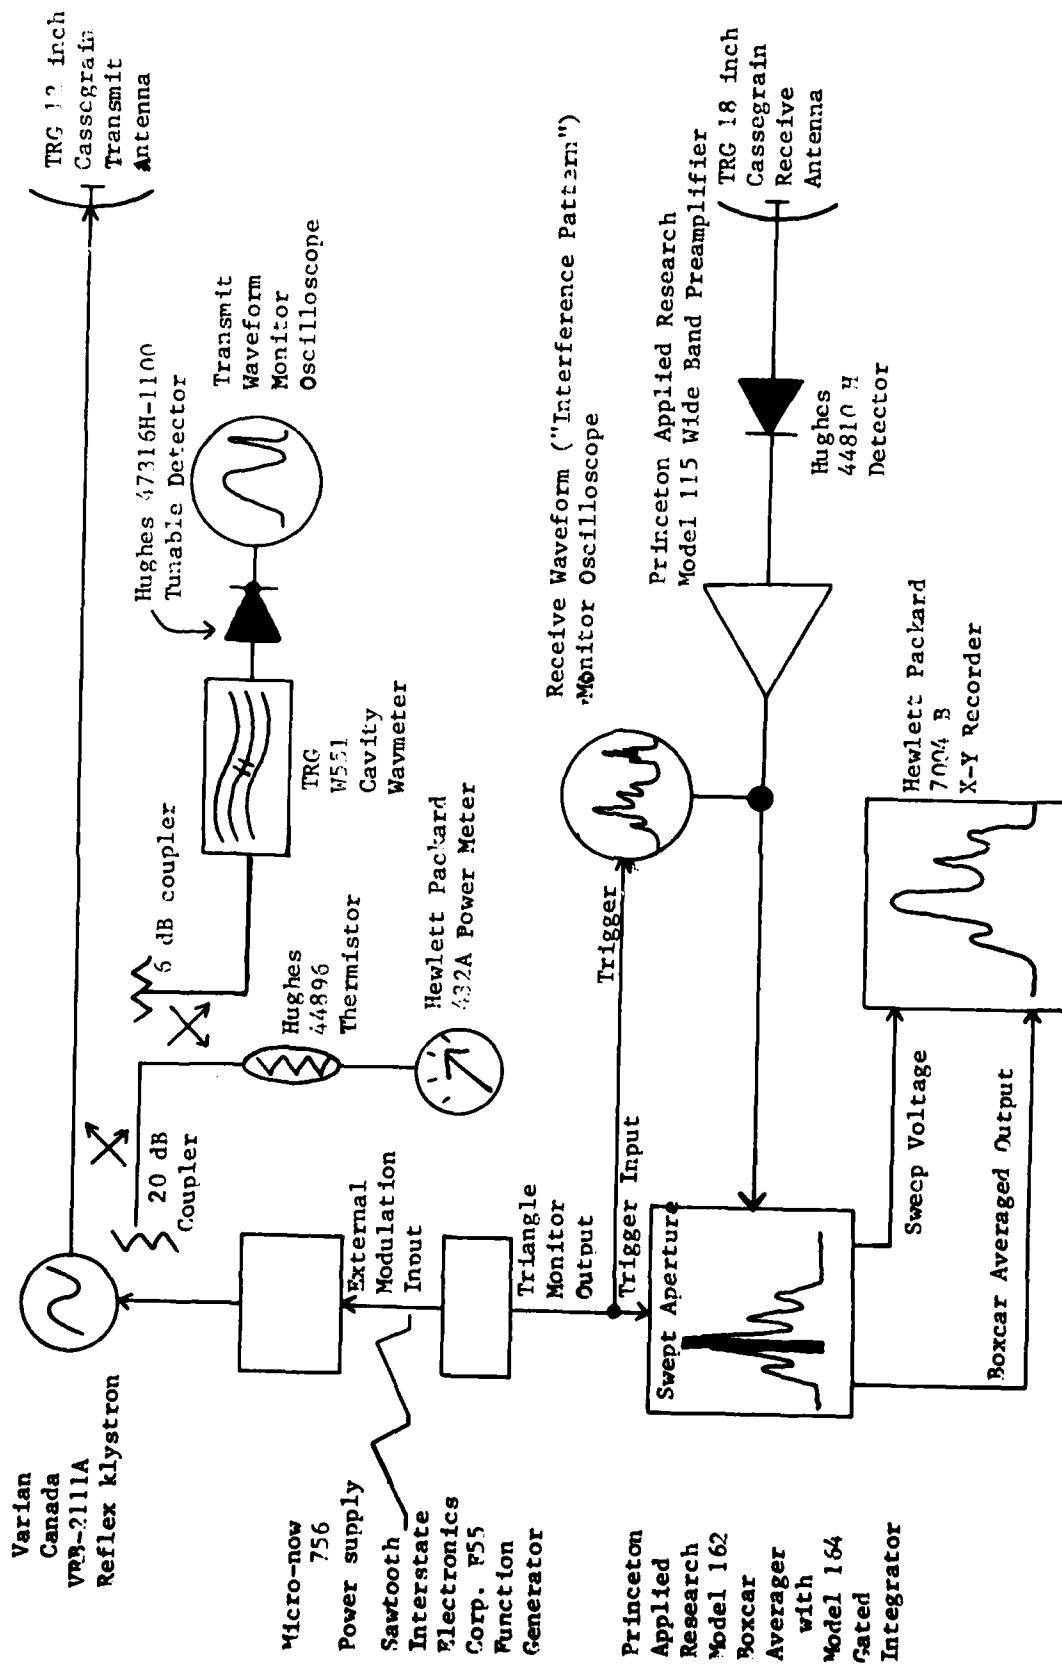 Varian
Canada
VRB-2111A
Reflex klystron
TRG 12 inch
Cassegrain
Transmit
Antenna
20 dB
Coupler
6 dB coupler
Hughes
44896
Thermistor
Hewlett Packard
432A Power Meter
TRG
W551
Cavity
Wavmeter
Hughes 47316H-1100
Tunable Detector
Transmit
Waveform
Monitor
Oscilloscope
Micro-now
756
Power supply
External
Modulation
Input
Sawtooth
Interstate
Electronics
Corp. F55
Function
Generator
Triangle
Monitor
Output
Trigger Input
Trigger
Receive Waveform ("Interference Pattern")
Monitor Oscilloscope
Princeton Applied Research
Model 115 Wide Band Preamplifier
TRG 18 inch
Cassegrain
Receive
Antenna
Hughes
44810 H
Detector
Princeton
Applied
Research
Model 162
Boxcar
Averager
with
Model 164
Gated
Integrator
Swept Aperture
Sweep Voltage
Boxcar Averaged Output
Hewlett Packard
7004 B
X-Y Recorder